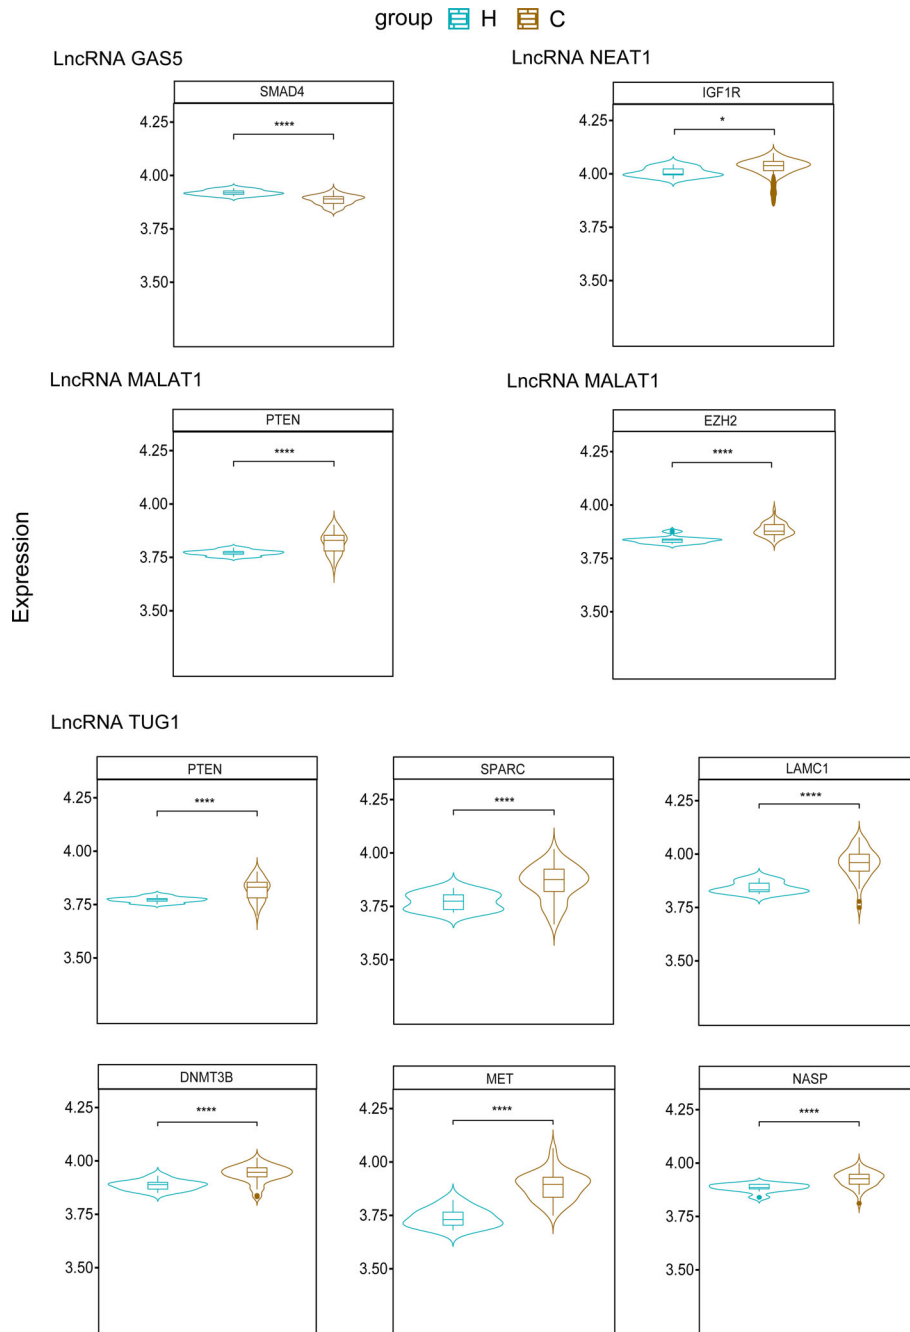 group H C
LncRNA GAS5
LncRNA NEAT1
SMAD4
4.25
4.00
3.75
3.50
****
IGF1R
4.25
4.00
3.75
3.50
*
LncRNA MALAT1
LncRNA MALAT1
PTEN
4.25
4.00
3.75
3.50
****
EZH2
4.25
4.00
3.75
3.50
****
Expression
LncRNA TUG1
PTEN
4.25
4.00
3.75
3.50
****
SPARC
4.25
4.00
3.75
3.50
****
LAMC1
4.25
4.00
3.75
3.50
****
DNMT3B
4.25
4.00
3.75
3.50
****
MET
4.25
4.00
3.75
3.50
****
NASP
4.25
4.00
3.75
3.50
****